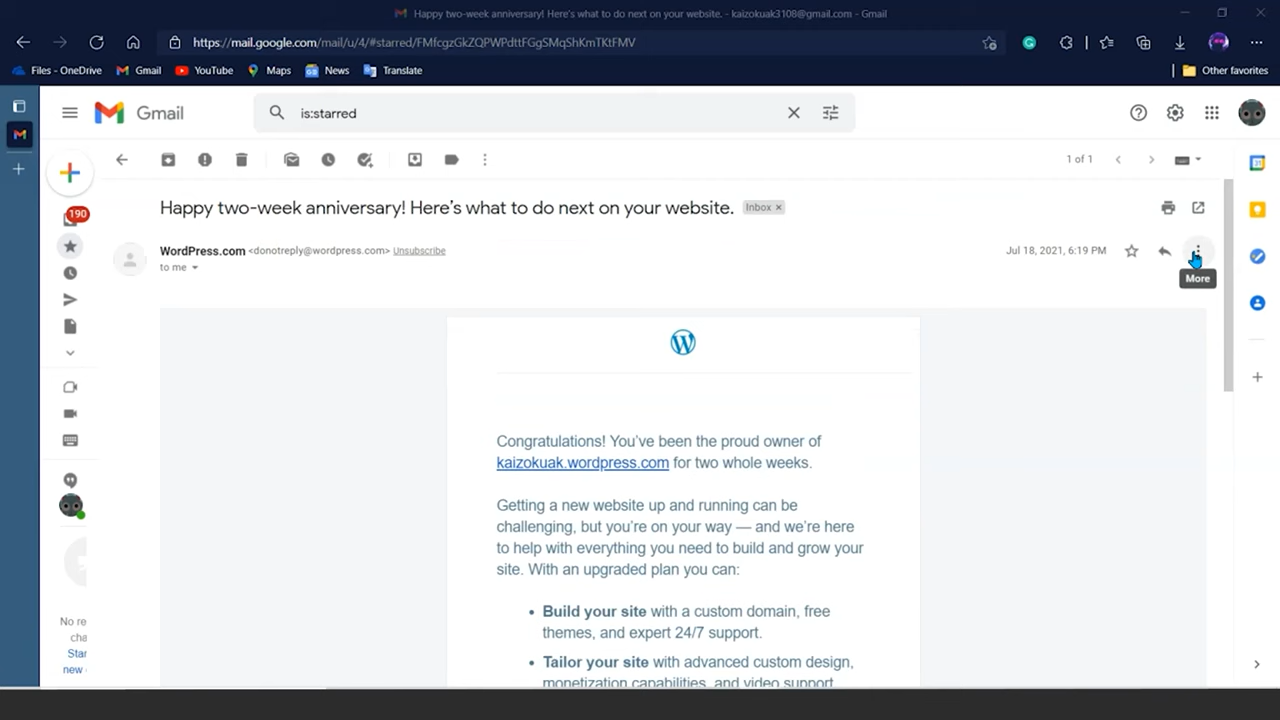 Happy two-week anniversary! Here's what to do next on your website. - kaizokuak3108@gmail.com - Gmail
https://mail.google.com/mail/u/4/#starred/FMfcgzGkZQPWPdttFGgSMqShKmTKtFMV
Files - OneDrive Gmail YouTube Maps News Translate Other favorites
Gmail is:starred
1 of 1
Happy two-week anniversary! Here's what to do next on your website. Inbox ×
190
WordPress.com <donotreply@wordpress.com> Unsubscribe Jul 18, 2021, 6:19 PM
to me
More
Congratulations! You've been the proud owner of
kaizokuak.wordpress.com for two whole weeks.
Getting a new website up and running can be
challenging, but you're on your way — and we're here
to help with everything you need to build and grow your
site. With an upgraded plan you can:
• Build your site with a custom domain, free
themes, and expert 24/7 support.
• Tailor your site with advanced custom design,
monetization capabilities, and video support
No re
cha
Star
new